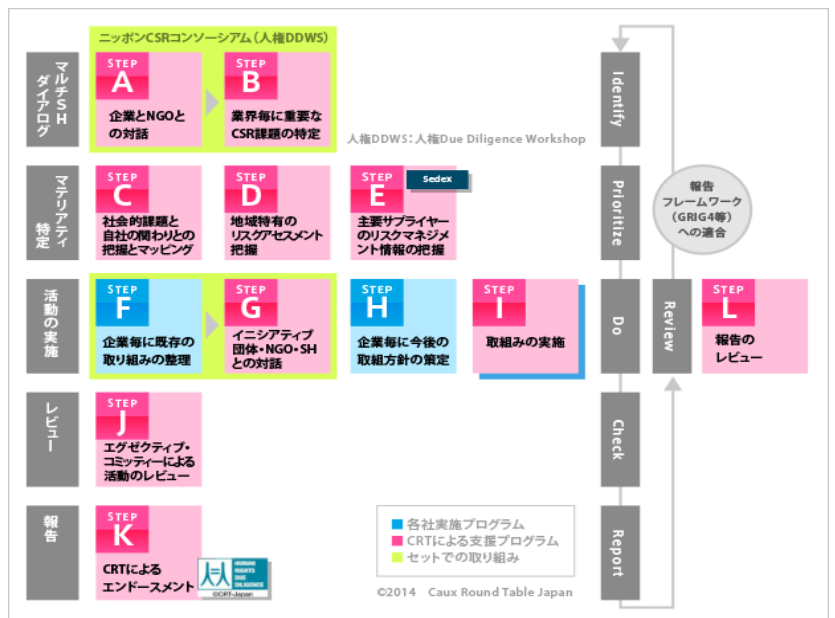 ニッポンCSRコンソーシアム（人権DDWS）
マルチSH
ダイアログ
STEP
A
企業とNGOと
の対話
STEP
B
業界毎に重要な
CSR課題の特定
人権DDWS：人権Due Diligence Workshop
Identify
マテリアティ
特定
STEP
C
社会的課題と
自社の関わりとの
把握とマッピング
STEP
D
地域特有の
リスクアセスメント
把握
STEP
E
Sedex
主要サプライヤー
のリスクマネジメ
ント情報の把握
Prioritize
報告
フレームワーク
（GRIG4等）
への適合
活動の実施
STEP
F
企業毎に既存の
取り組みの整理
STEP
G
イニシアティブ
団体・NGO・SH
との対話
STEP
H
企業毎に今後の
取組方針の策定
STEP
I
取組みの実施
Do
Review
STEP
L
報告の
レビュー
レビュー
STEP
J
エグゼクティブ・
コミッティーによる
活動のレビュー
Check
報告
STEP
K
CRTによる
エンドースメント
HUMAN
RIGHTS
DUE
DILIGENCE
©CRT-Japan
各社実施プログラム
CRTによる支援プログラム
セットでの取り組み
Report
©2014 Caux Round Table Japan